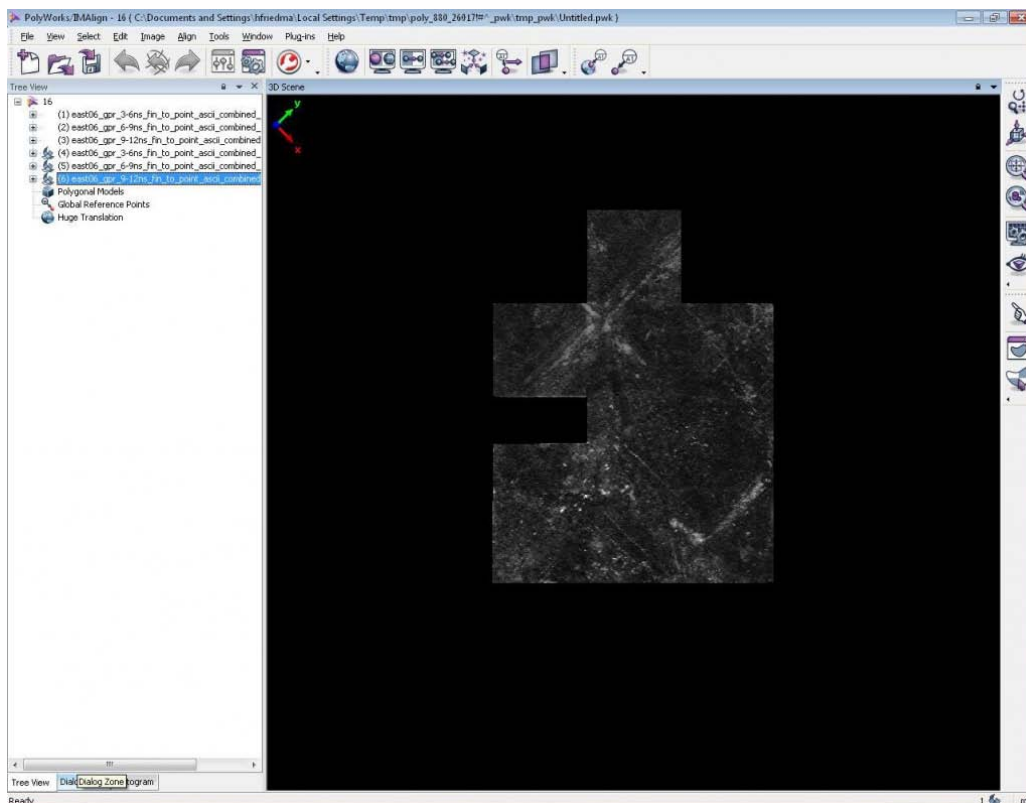 PolyWorks/IMAlign - 16 ( C:\Documents and Settings\hfriedma\Local Settings\Temp\tmp\poly_880_26017!#^_pwk\tmp_pwk\Untitled.pwk )
File View Select Edit Image Align Tools Window Plug-ins Help
Tree View
3D Scene
16
(1) east06_gpr_3-6ns_fin_to_point_ascii_combined_
(2) east06_gpr_6-9ns_fin_to_point_ascii_combined_
(3) east06_gpr_9-12ns_fin_to_point_ascii_combined
(4) east06_gpr_3-6ns_fin_to_point_ascii_combined_
(5) east06_gpr_6-9ns_fin_to_point_ascii_combined_
(6) east06_gpr_9-12ns_fin_to_point_ascii_combined
Polygonal Models
Global Reference Points
Huge Translation
y
x
Tree View Dialog Zone togram
Ready
1